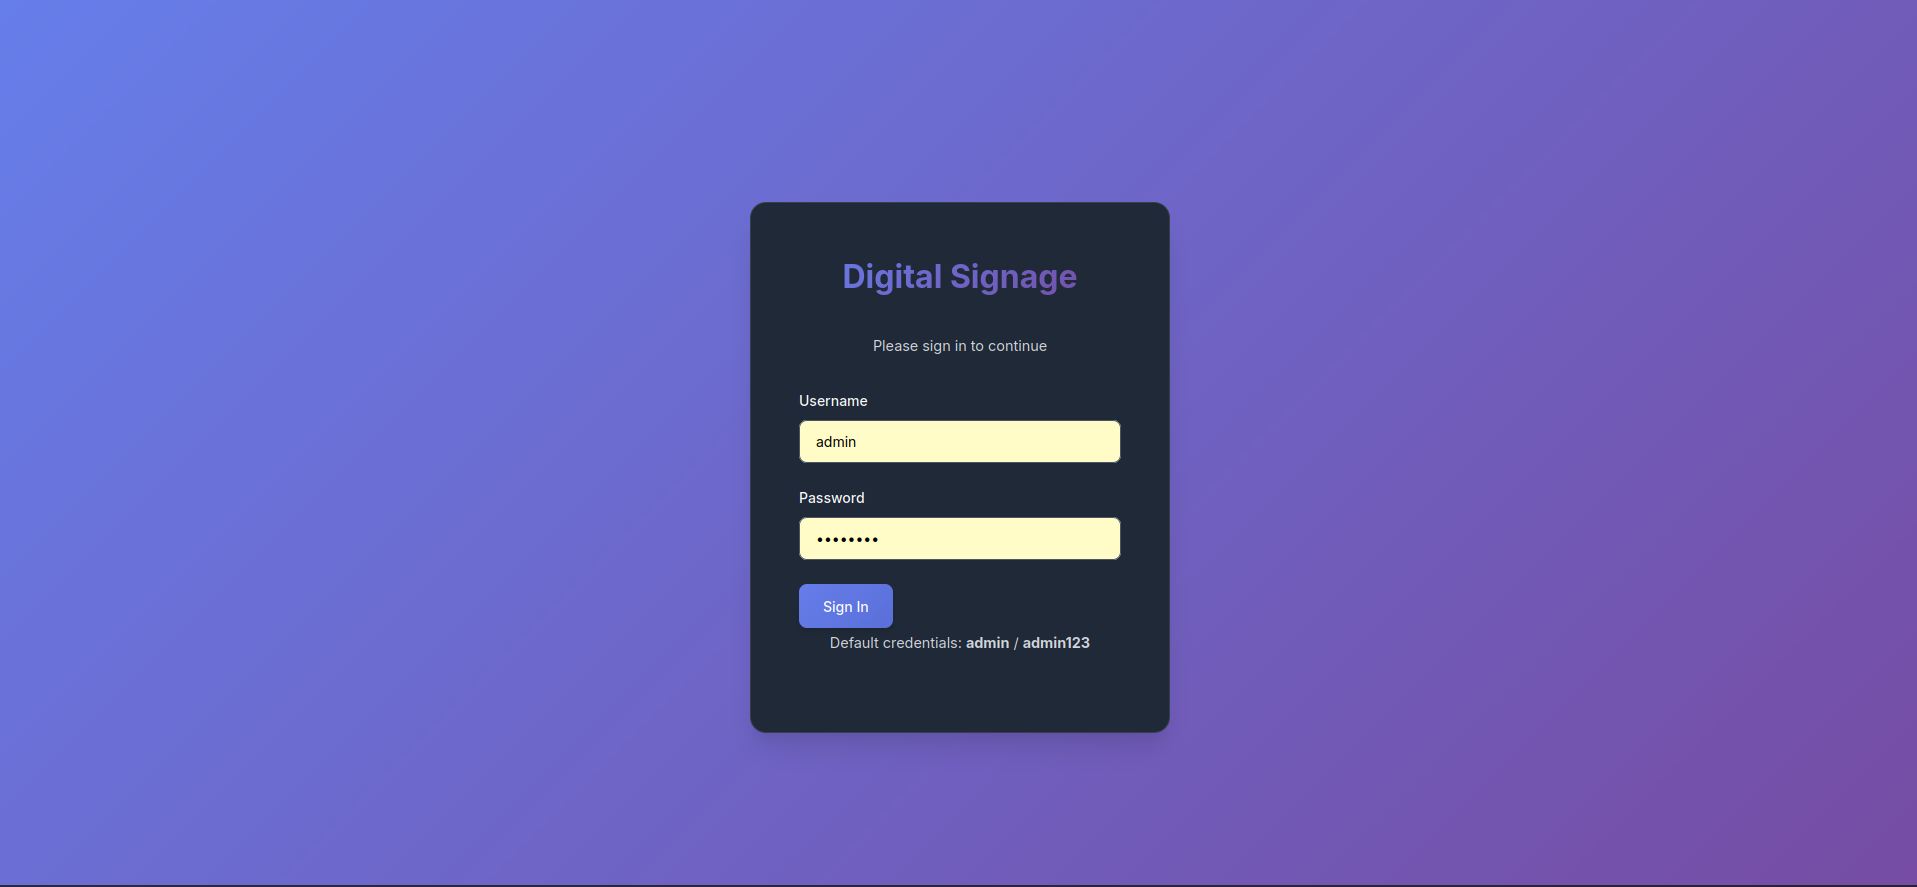 Digital Signage
Please sign in to continue
Username
admin
Password
••••••••
Sign In
Default credentials: admin / admin123